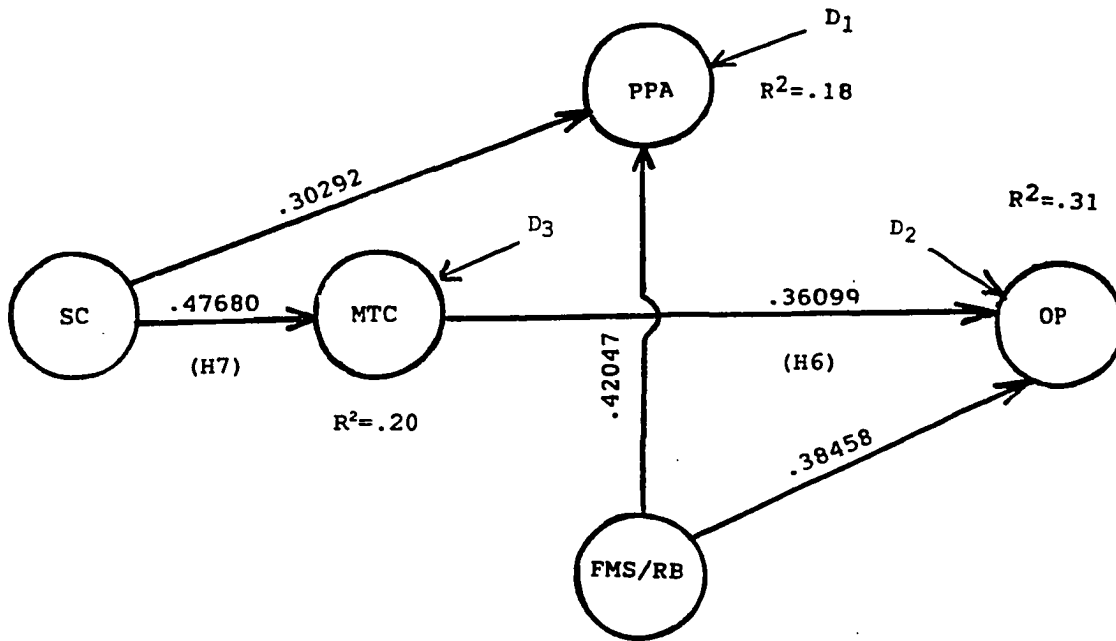 D₁
PPA
R²=.18
.30292
R²=.31
D₃
D₂
SC
.47680
MTC
.36099
OP
(H7)
(H6)
.42047
R²=.20
.38458
FMS/RB